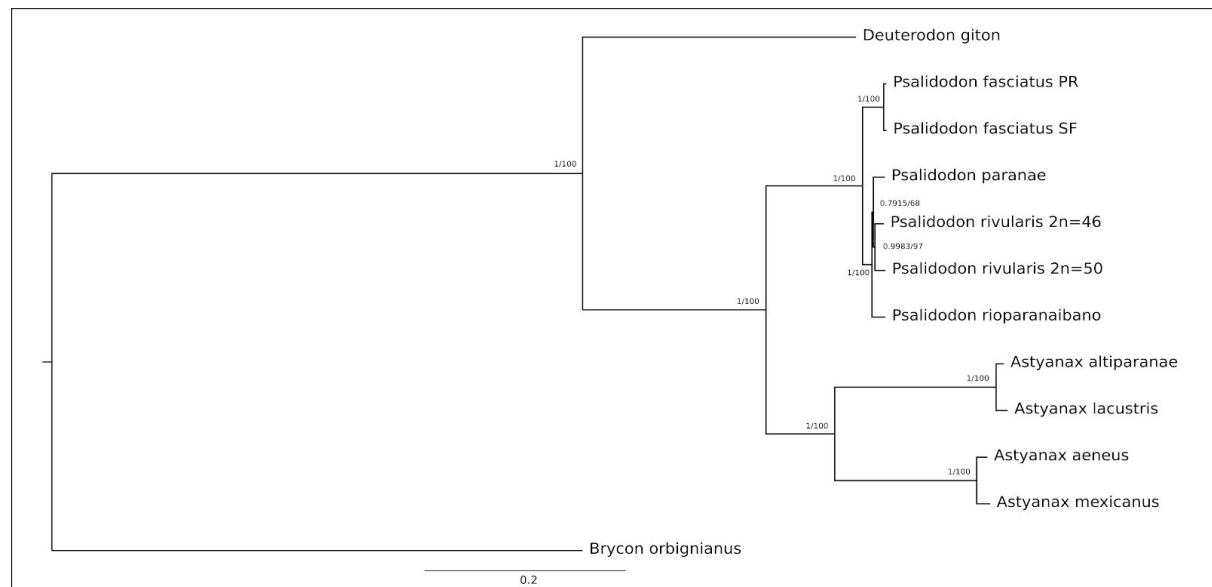 Deuterodon giton
Psalidodon fasciatus PR
1/100
Psalidodon fasciatus SF
1/100
Psalidodon paranae
1/100
0.7915/68
Psalidodon rivularis 2n=46
0.9983/97
Psalidodon rivularis 2n=50
1/100
1/100
Psalidodon rioparanaibano
Astyanax altiparanae
1/100
Astyanax lacustris
1/100
Astyanax aeneus
1/100
Astyanax mexicanus
Brycon orbignianus
0.2